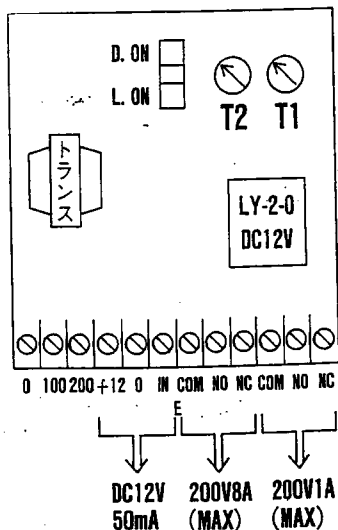 D. ON
L. ON
T2 T1
トランス
LY-2-0
DC12V
0 100 200 +12 0 IN COM NO NC COM NO NC
E
DC12V 200V8A 200V1A
50mA (MAX) (MAX)